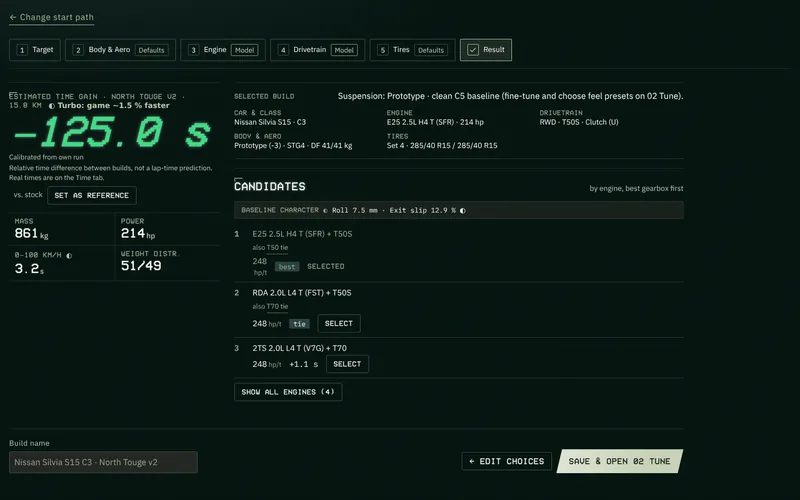 ← Change start path
1 Target
2 Body & Aero Defaults
3 Engine Model
4 Drivetrain Model
5 Tires Defaults
Result
ESTIMATED TIME GAIN · NORTH TOUGE V2 ·
15.0 KM ◐ Turbo: game ~1.5 % faster
−125.0 s
Calibrated from own run
Relative time difference between builds, not a lap-time prediction.
Real times are on the Time tab.
vs. stock SET AS REFERENCE
MASS
861 kg
POWER
214 hp
0–100 KM/H ◐
3.2 s
WEIGHT DISTR.
51/49
SELECTED BUILD
Suspension: Prototype · clean C5 baseline (fine-tune and choose feel presets on 02 Tune).
CAR & CLASS
Nissan Silvia S15 · C3
ENGINE
E25 2.5L H4 T (SFR) · 214 hp
DRIVETRAIN
RWD · T50S · Clutch (U)
BODY & AERO
Prototype (-3) · STG4 · DF 41/41 kg
TIRES
Set 4 · 285/40 R15 / 285/40 R15
CANDIDATES
by engine, best gearbox first
BASELINE CHARACTER ◐ Roll 7.5 mm · Exit slip 12.9 % ◐
1 E25 2.5L H4 T (SFR) + T50S
also T50 tie
248
hp/t
best SELECTED
2 RDA 2.0L L4 T (FST) + T50S
also T70 tie
248 hp/t tie SELECT
3 2TS 2.0L L4 T (V7G) + T70
248 hp/t +1.1 s SELECT
SHOW ALL ENGINES (4)
Build name
Nissan Silvia S15 C3 · North Touge v2
← EDIT CHOICES
SAVE & OPEN 02 TUNE